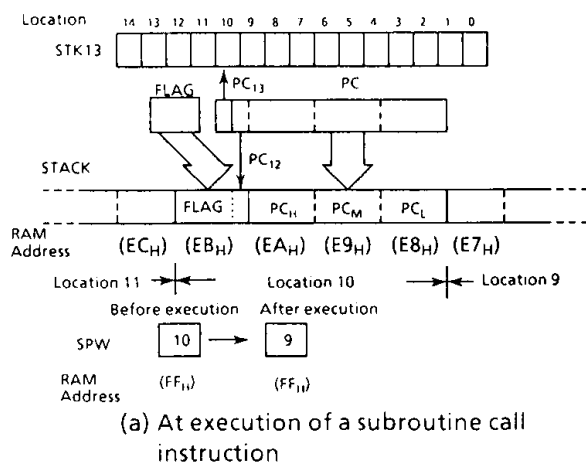 Location 14 13 12 11 10 9 8 7 6 5 4 3 2 1 0
STK13
FLAG PC13 PC
PC12
STACK
FLAG PCH PCM PCL
RAM
Address (ECH) (EBH) (EAH) (E9H) (E8H) (E7H)
Location 11 Location 10 Location 9
Before execution After execution
SPW 10 9
RAM
Address (FFH) (FFH)
(a) At execution of a subroutine call
instruction